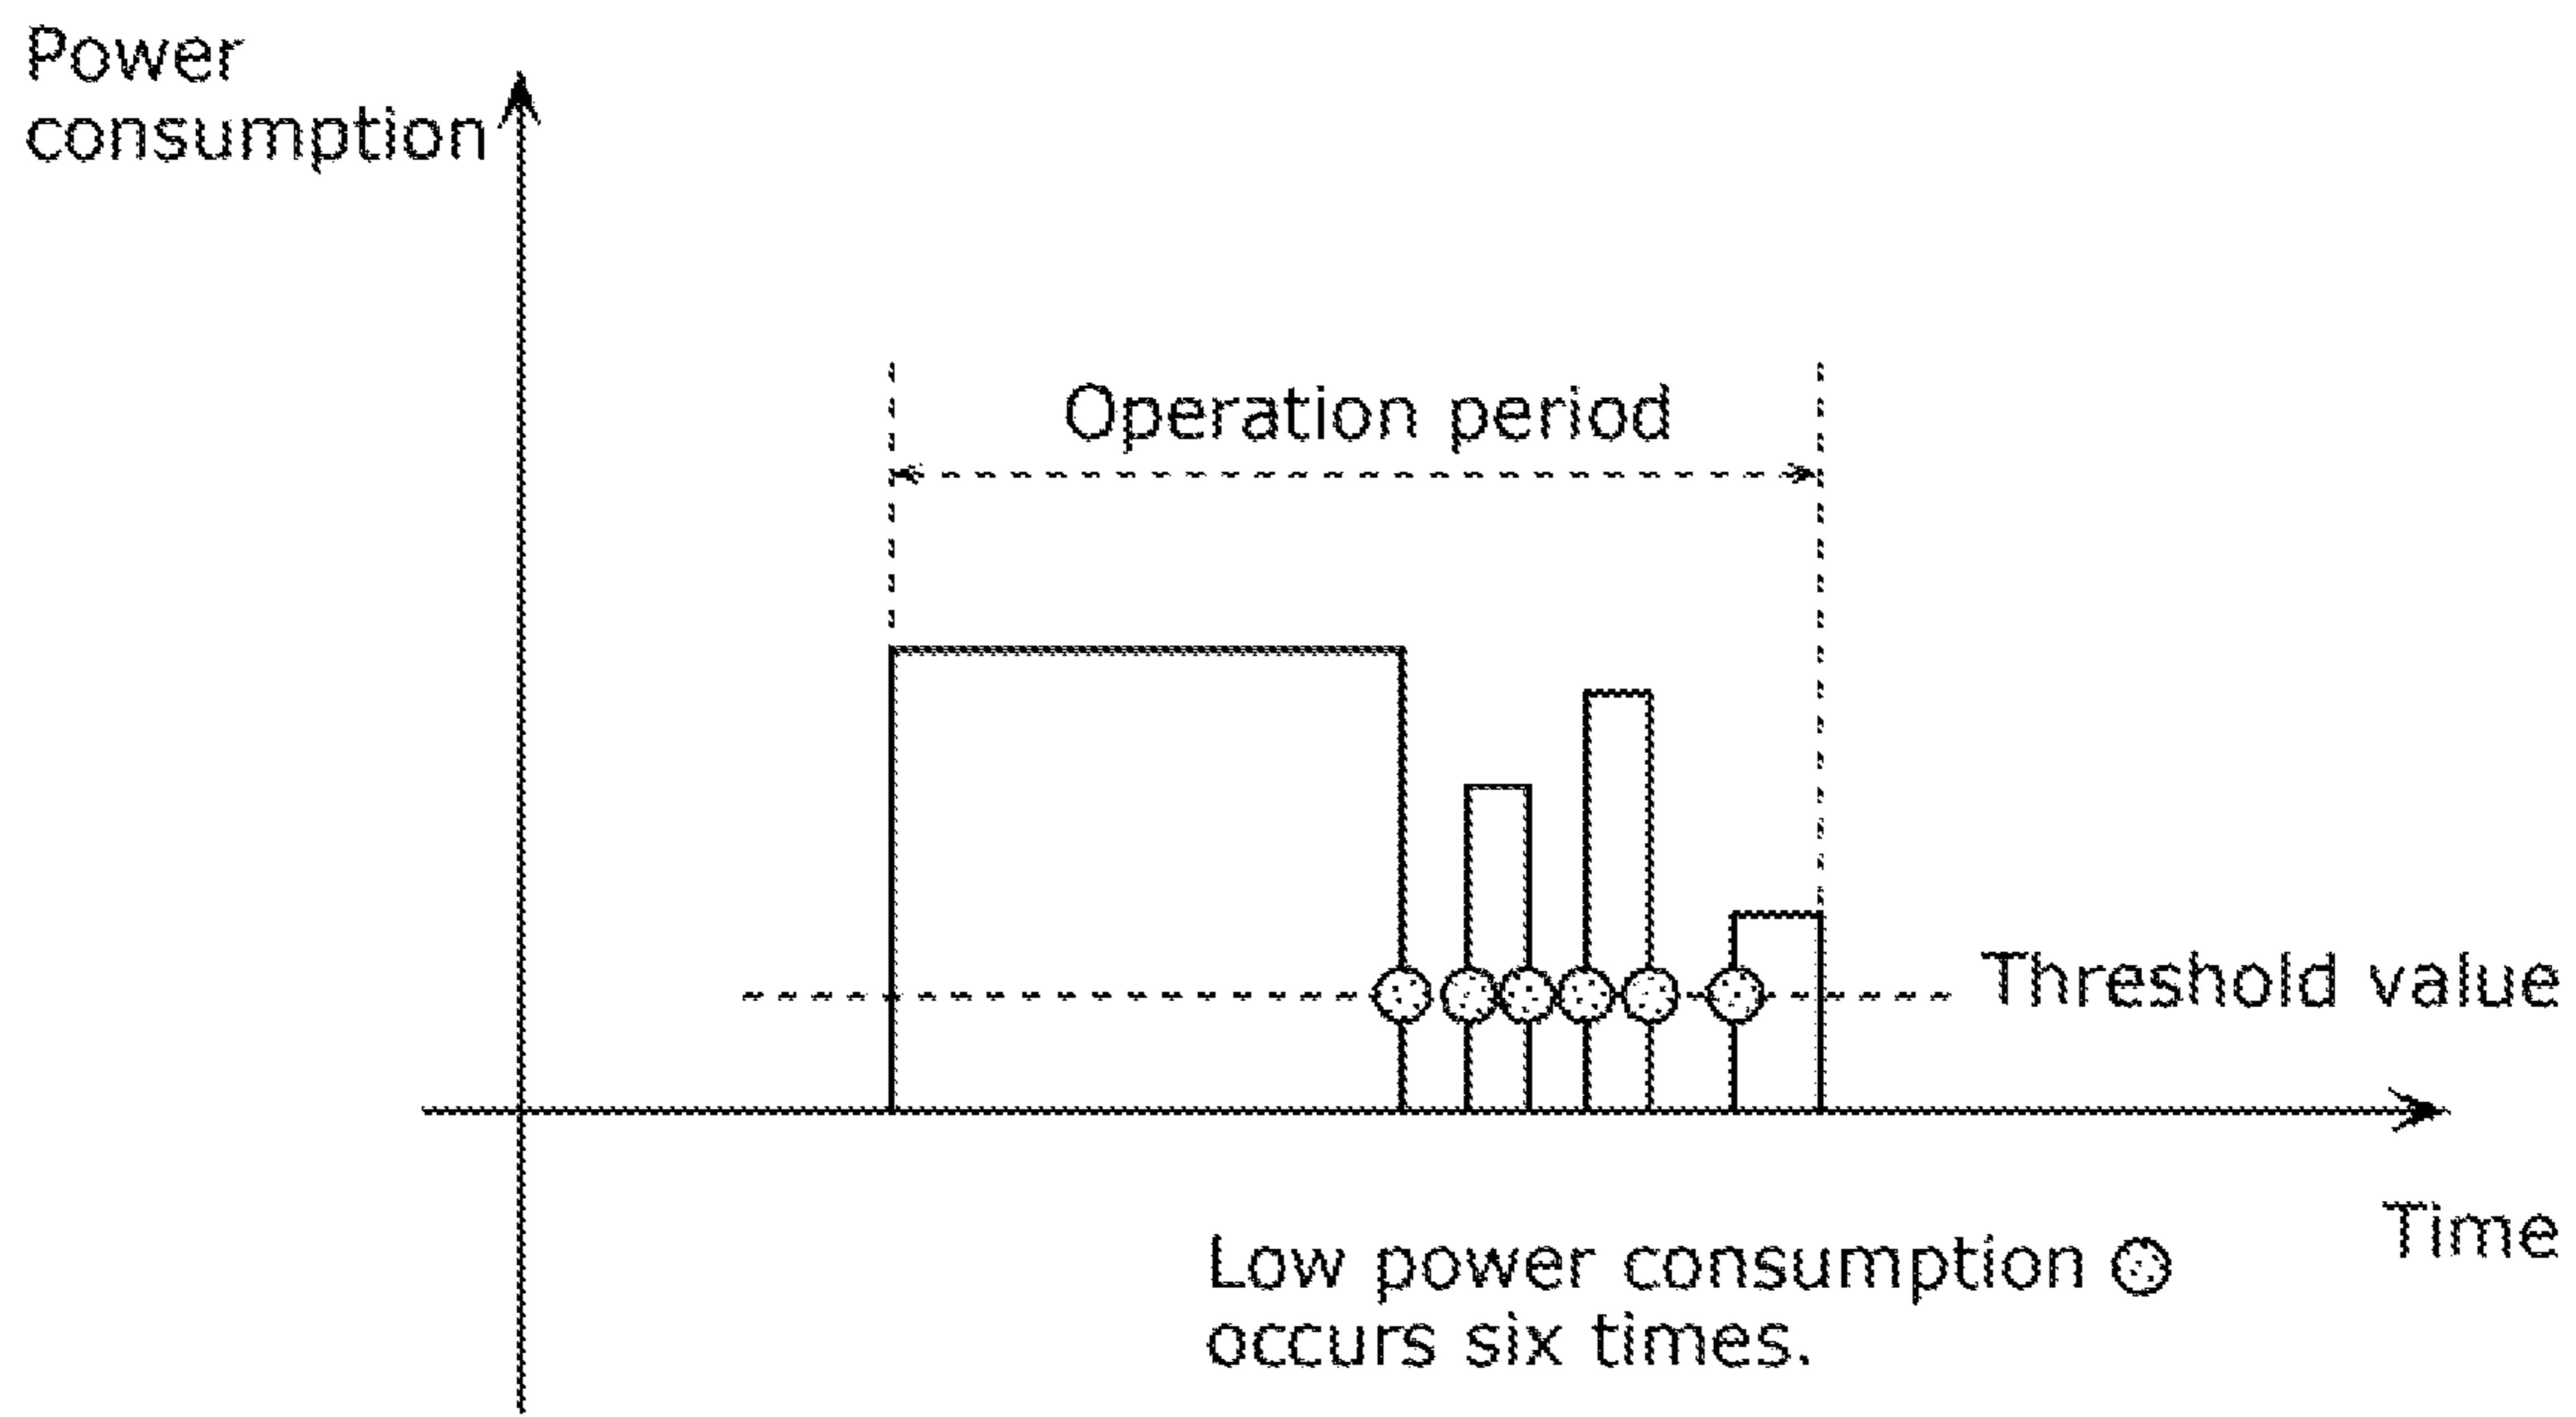 Power
consumption
Operation period
Threshold value
Time
Low power consumption
occurs six times.